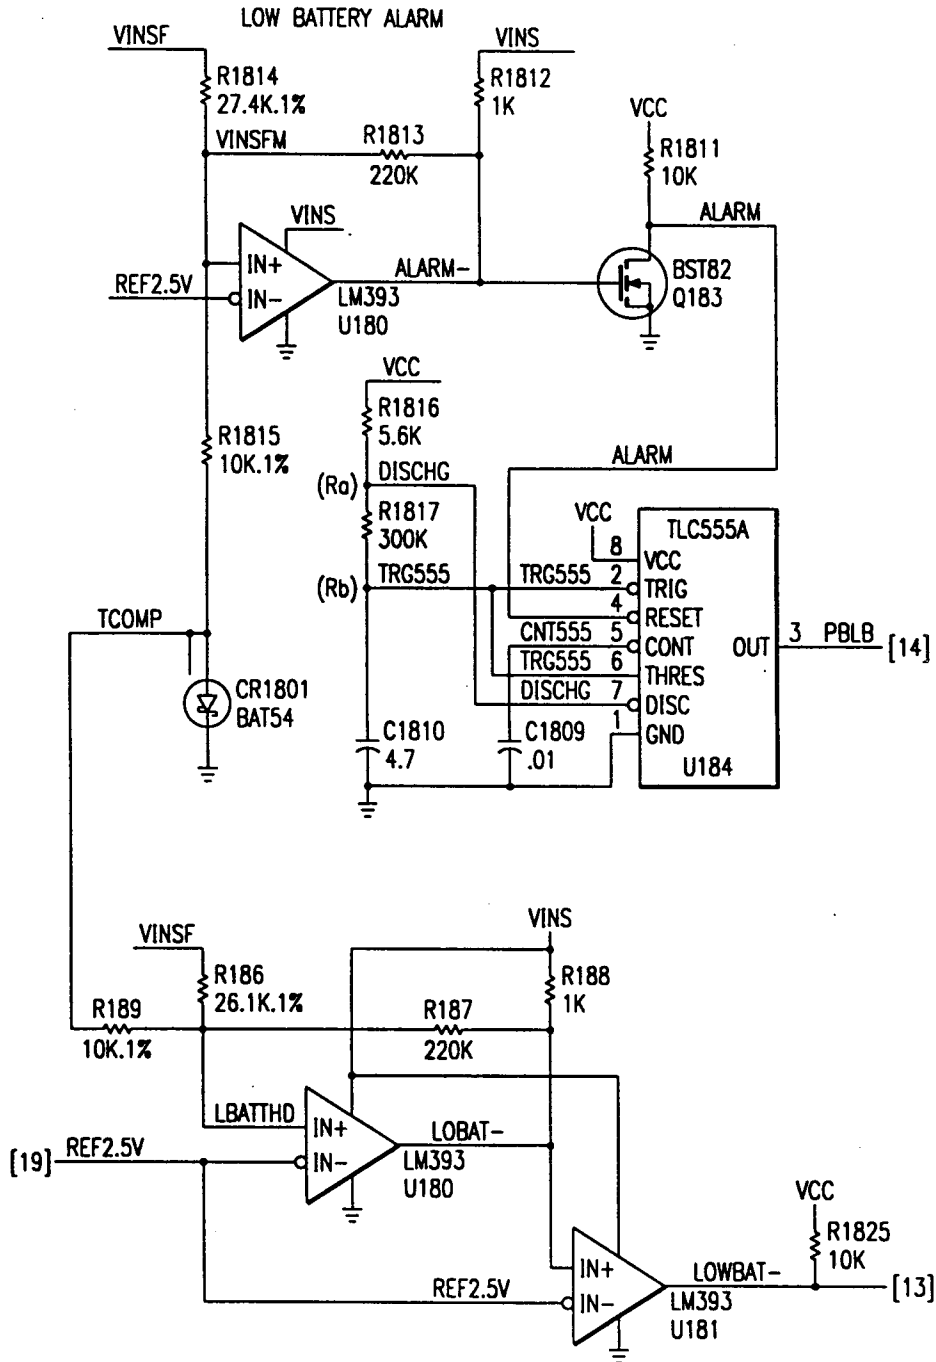 LOW BATTERY ALARM
VINSF
VINS
R1814
27.4K.1%
R1812
1K
VCC
VINSFM
R1813
220K
R1811
10K
VINS
ALARM
IN+
REF2.5V
IN-
ALARM-
LM393
U180
BST82
Q183
VCC
R1816
5.6K
R1815
10K.1%
ALARM
(Ra)
DISCHG
R1817
300K
VCC
TLC555A
8
VCC
(Rb)
TRG555
TRG555
2
TRIG
4
RESET
TCOMP
CNT555
5
CONT
OUT
3
PBLB
[14]
TRG555
6
THRES
CR1801
BAT54
DISCHG
7
DISC
C1810
4.7
C1809
.01
1
GND
U184
VINSF
VINS
R186
26.1K.1%
R188
1K
R189
10K.1%
R187
220K
LBATTHD
IN+
[19]
REF2.5V
IN-
LOBAT-
LM393
U180
VCC
R1825
10K
IN+
REF2.5V
IN-
LOWBAT-
LM393
U181
[13]